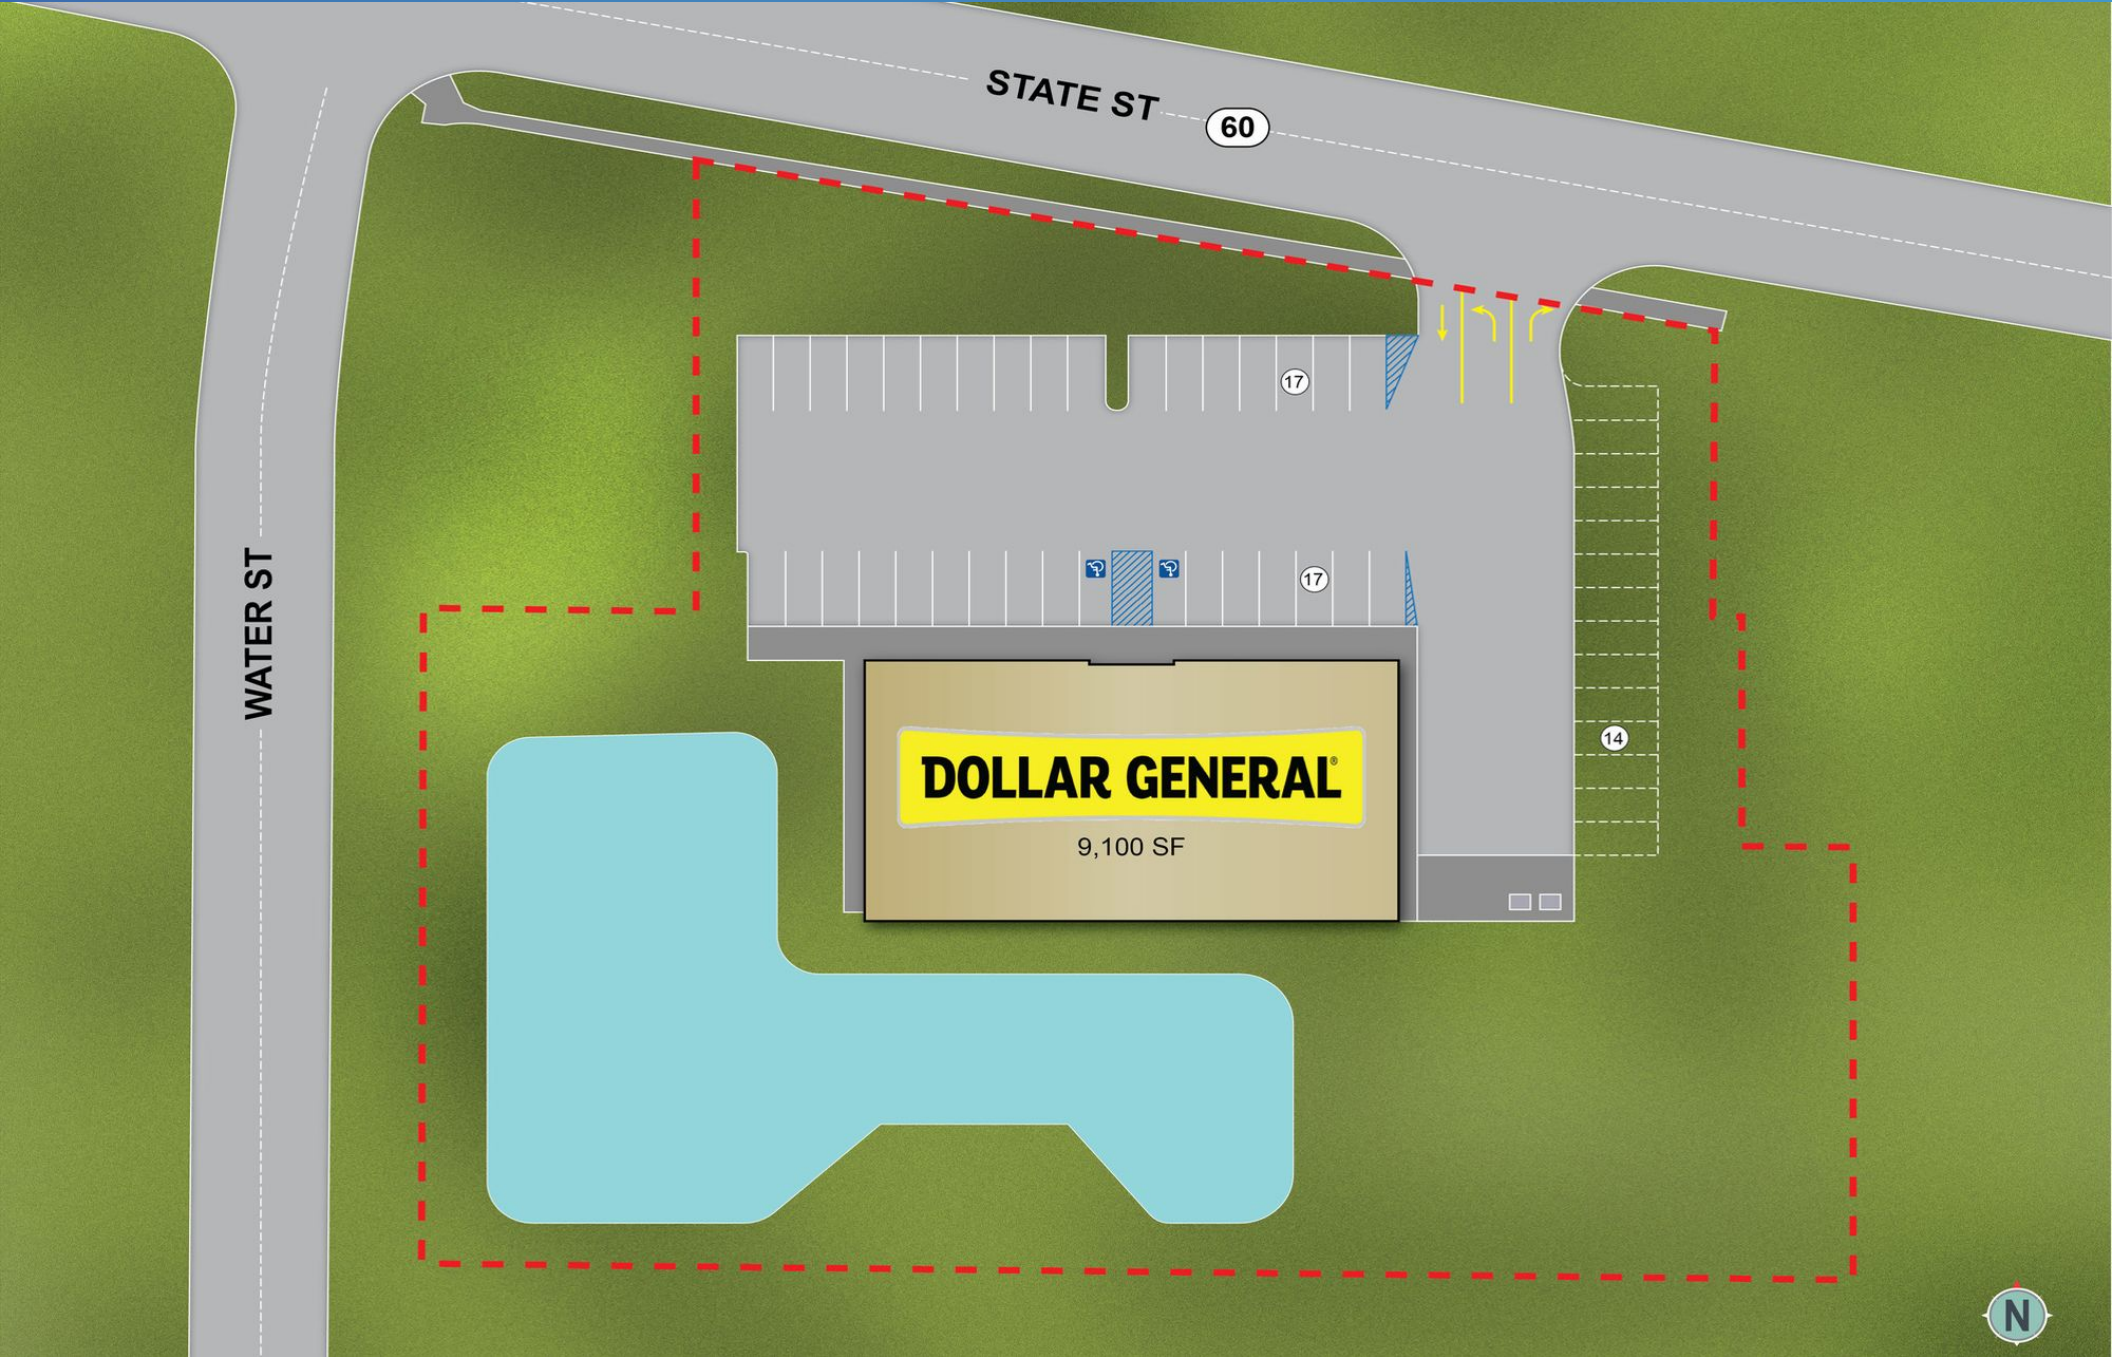 STATE ST
60
17
WATER ST
17
14
DOLLAR GENERAL®
9,100 SF
N